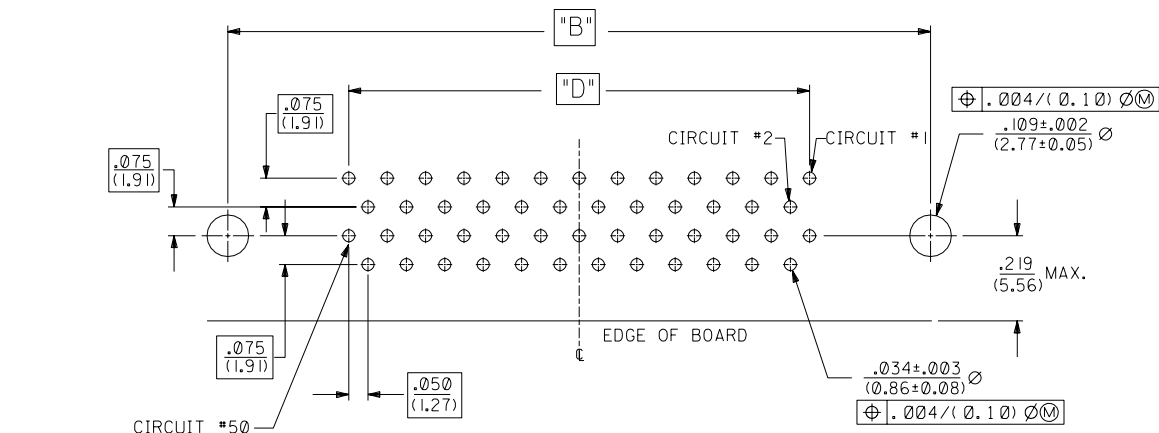 "B"
"D"
⌖ .004/(0.10) Ø Ⓜ
.075
(1.91)
.109±.002 Ø
(2.77±0.05)
CIRCUIT #2
CIRCUIT #1
.075
(1.91)
.219 MAX.
(5.56)
EDGE OF BOARD
℄
.075
(1.91)
.050
(1.27)
.034±.003 Ø
(0.86±0.08)
⌖ .004/(0.10) Ø Ⓜ
CIRCUIT #50